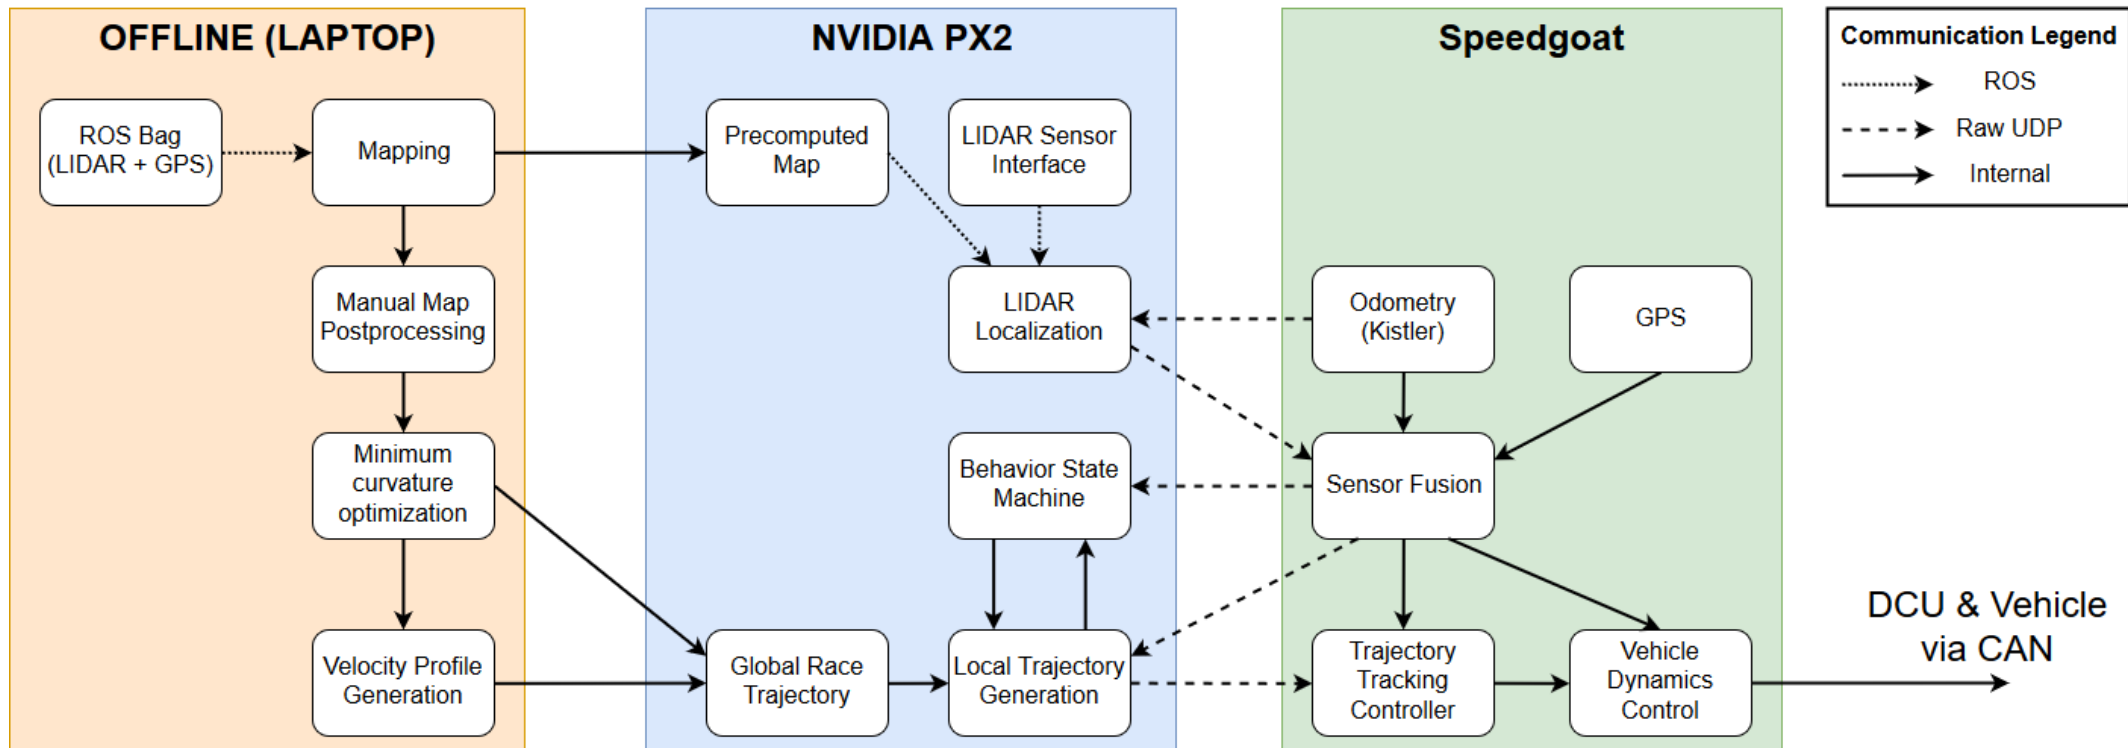 OFFLINE (LAPTOP)
ROS Bag
(LIDAR + GPS)
Mapping
Manual Map
Postprocessing
Minimum
curvature
optimization
Velocity Profile
Generation
NVIDIA PX2
Precomputed
Map
LIDAR Sensor
Interface
LIDAR
Localization
Behavior State
Machine
Global Race
Trajectory
Local Trajectory
Generation
Speedgoat
Odometry
(Kistler)
GPS
Sensor Fusion
Trajectory
Tracking
Controller
Vehicle
Dynamics
Control
Communication Legend
ROS
Raw UDP
Internal
DCU & Vehicle
via CAN